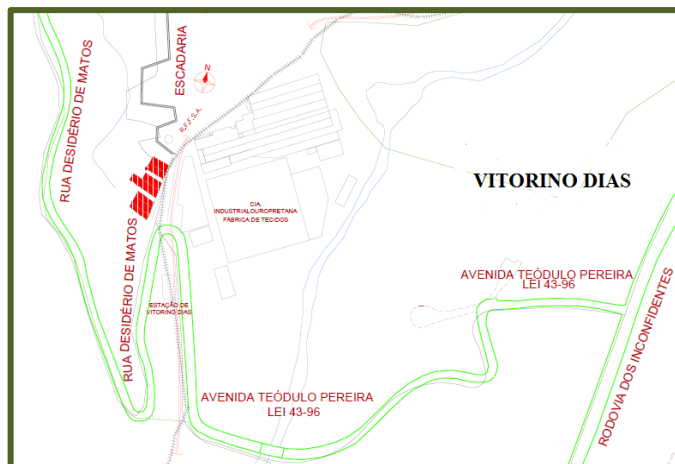 RUA DESIDÉRIO DE MATOS
ESCADARIA
N
R.F.F.S.A.
VITORINO DIAS
CIA.
INDUSTRIALOUROPRETANA
FÁBRICA DE TECIDOS
RUA DESIDÉRIO DE MATOS
ESTAÇÃO DE
VITORINO DIAS
AVENIDA TEÓDULO PEREIRA
LEI 43-96
AVENIDA TEÓDULO PEREIRA
LEI 43-96
RODOVIA DOS INCONFIDENTES